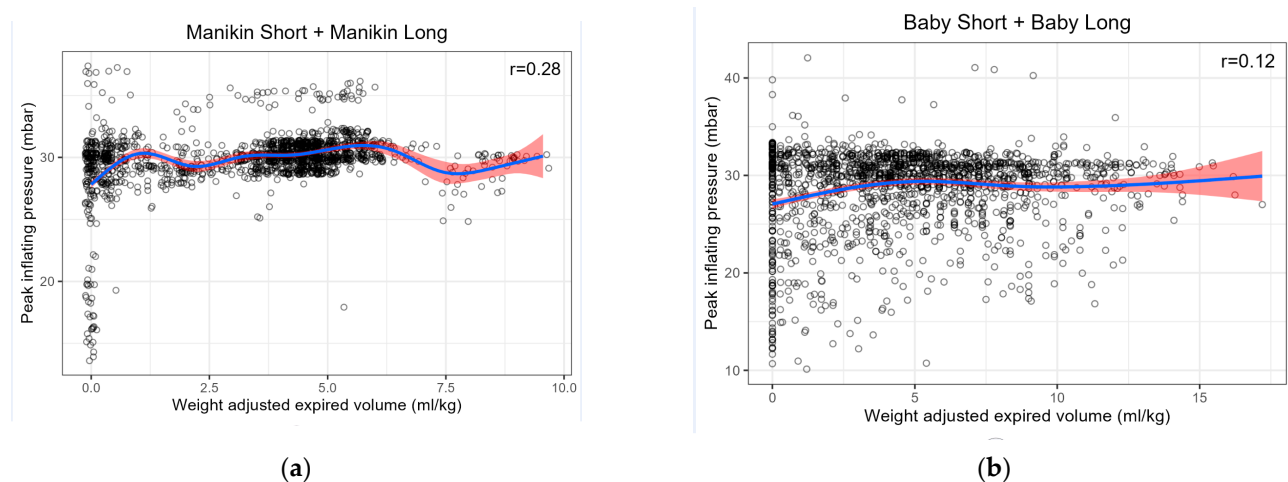 Manikin Short + Manikin Long
r=0.28
Peak inflating pressure (mbar)
30
20
0.0 2.5 5.0 7.5 10.0
Weight adjusted expired volume (ml/kg)
(a)
Baby Short + Baby Long
r=0.12
Peak inflating pressure (mbar)
40
30
20
10
0 5 10 15
Weight adjusted expired volume (ml/kg)
(b)